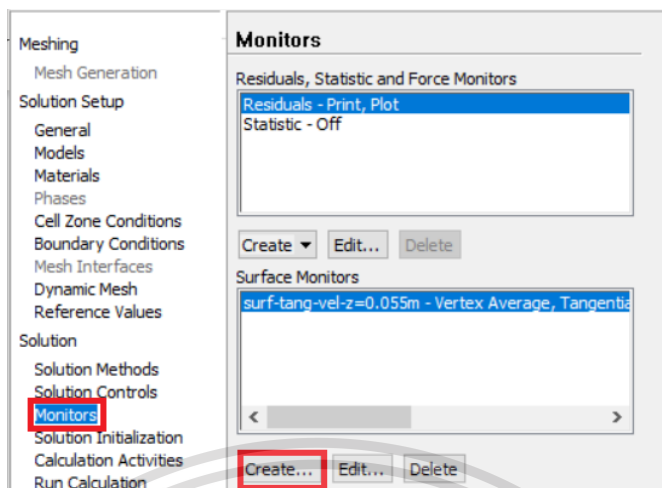 Meshing
Mesh Generation
Solution Setup
General
Models
Materials
Phases
Cell Zone Conditions
Boundary Conditions
Mesh Interfaces
Dynamic Mesh
Reference Values
Solution
Solution Methods
Solution Controls
Monitors
Solution Initialization
Calculation Activities
Run Calculation
Monitors
Residuals, Statistic and Force Monitors
Residuals - Print, Plot
Statistic - Off
Create Edit... Delete
Surface Monitors
surf-tang-vel-z=0.055m - Vertex Average, Tangentia
Create... Edit... Delete